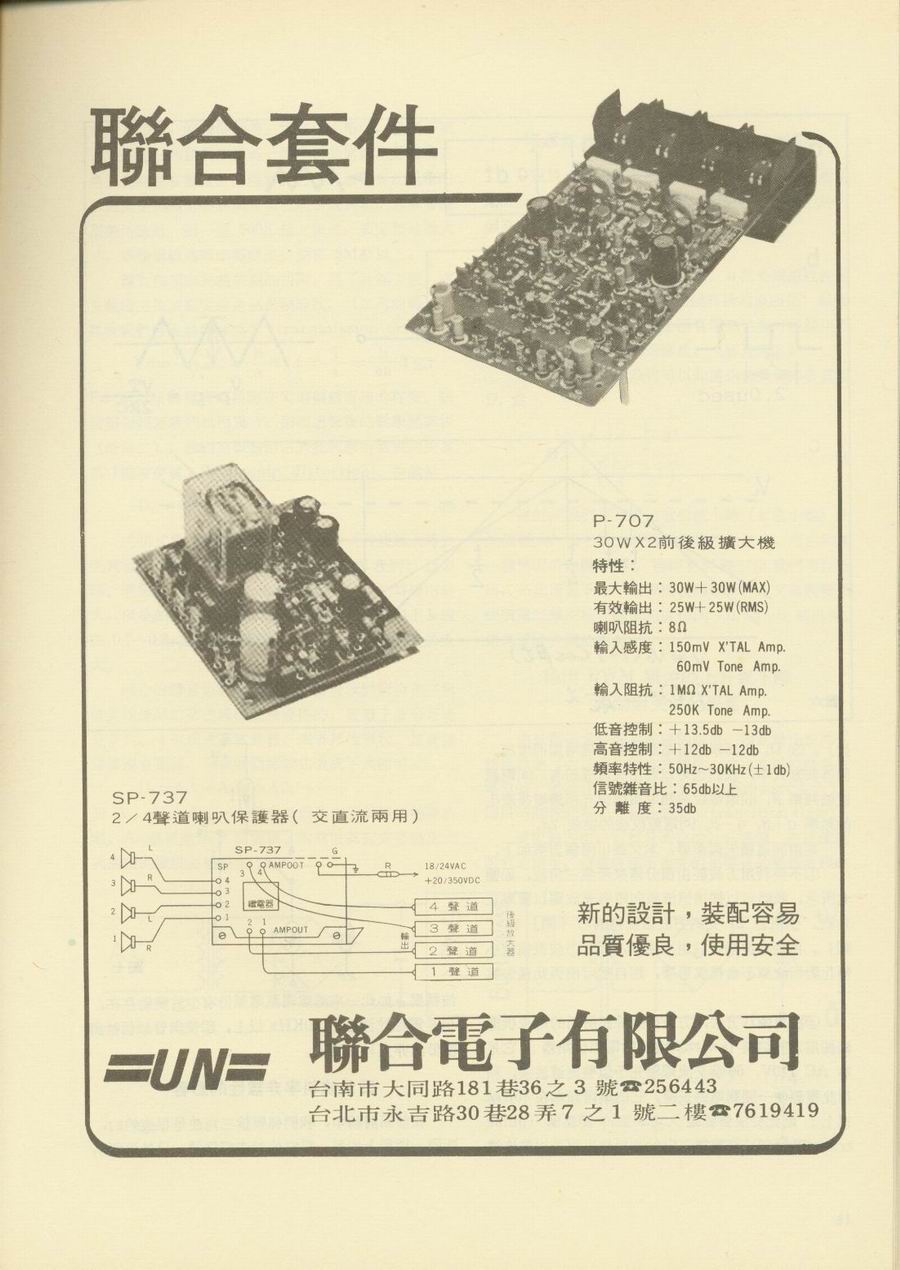 聯合套件
P-707
30WX2前後級擴大機
特性：
最大輸出：30W＋30W(MAX)
有效輸出：25W＋25W(RMS)
喇叭阻抗：8Ω
輸入感度：150mV X'TAL Amp.
60mV Tone Amp.
輸入阻抗：1MΩ X'TAL Amp.
250K Tone Amp.
低音控制：＋13.5db －13db
高音控制：＋12db －12db
頻率特性：50Hz~30KHz(±1db)
信號雜音比：65db以上
分離度：35db
SP-737
2／4聲道喇叭保護器( 交直流兩用)
SP-737
4 L
3 R
2 L
1 R
SP
4
3
2
1
3 4 AMPOOT
G
R
18/24VAC
+20/350VDC
繼電器
2 1 AMPOUT
輸出
4 聲道
3 聲道
2 聲道
1 聲道
後級放大器
新的設計，裝配容易
品質優良，使用安全
UN
聯合電子有限公司
台南市大同路181巷36之3號☎256443
台北市永吉路30巷28弄7之1號二樓☎7619419